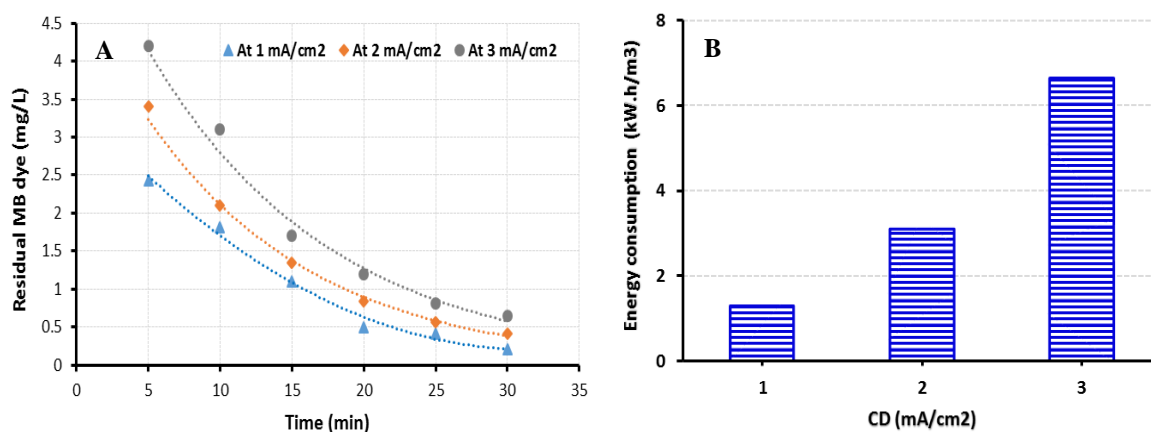 A
At 1 mA/cm2
At 2 mA/cm2
At 3 mA/cm2
Residual MB dye (mg/L)
4.5
4
3.5
3
2.5
2
1.5
1
0.5
0
0
5
10
15
20
25
30
35
Time (min)
B
Energy consumption (kW.h/m3)
8
6
4
2
0
1
2
3
CD (mA/cm2)